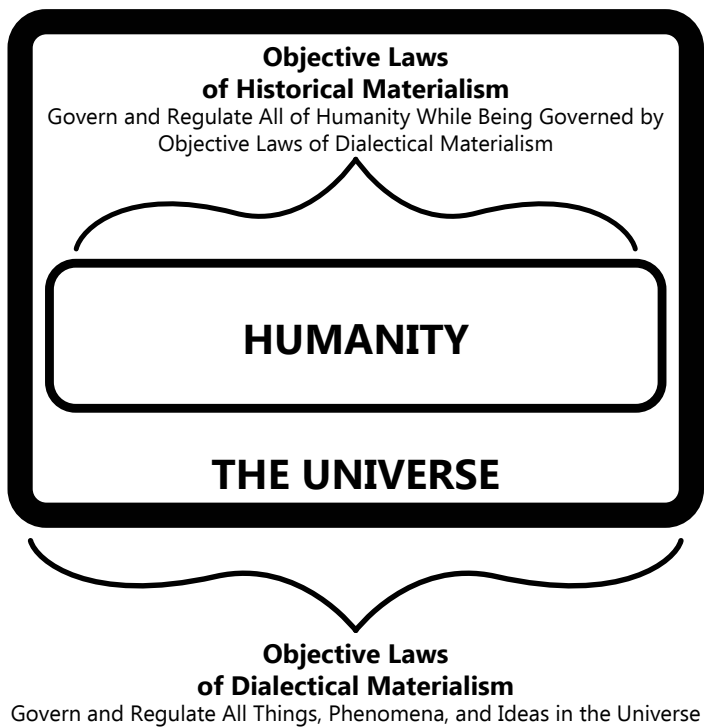 Objective Laws
of Historical Materialism
Govern and Regulate All of Humanity While Being Governed by
Objective Laws of Dialectical Materialism
HUMANITY
THE UNIVERSE
Objective Laws
of Dialectical Materialism
Govern and Regulate All Things, Phenomena, and Ideas in the Universe